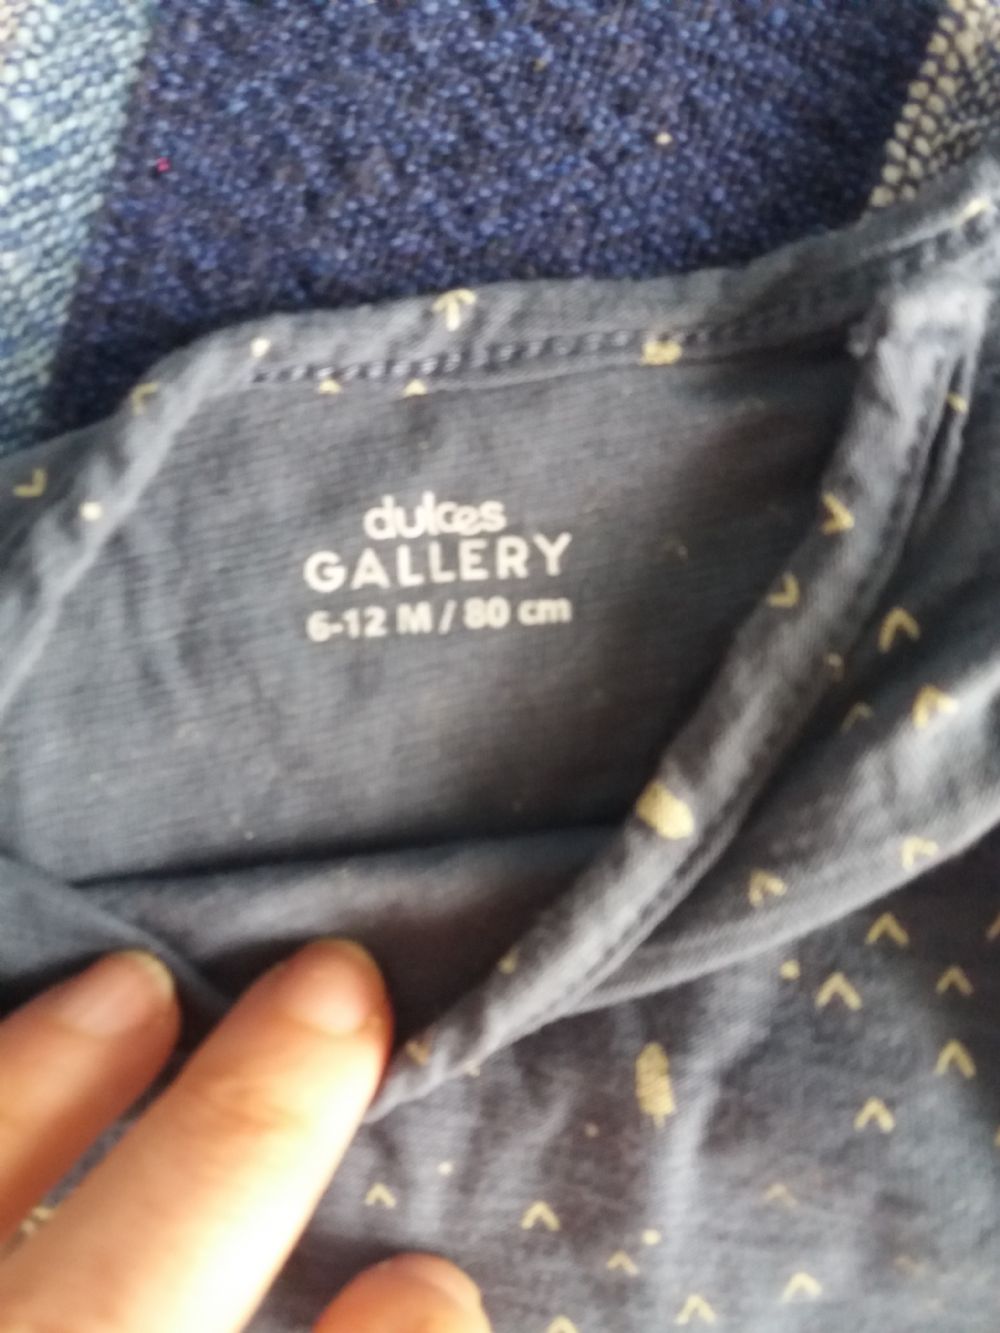 dulces
GALLERY
6-12 M / 80 cm